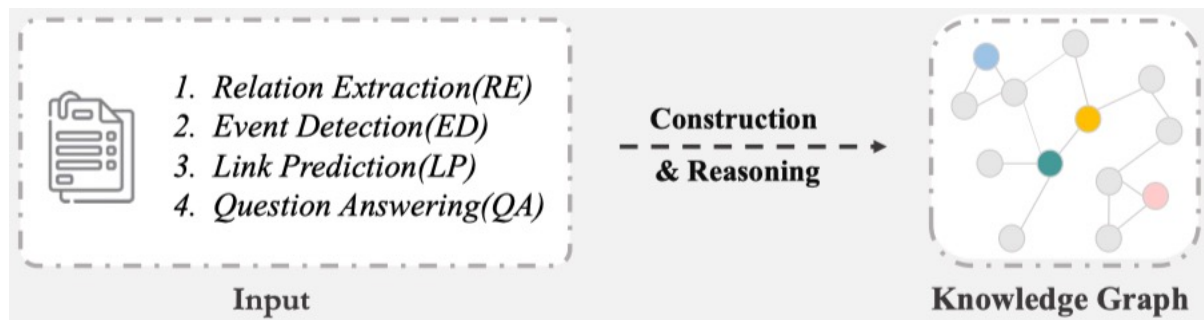 1. Relation Extraction(RE)
2. Event Detection(ED)
3. Link Prediction(LP)
4. Question Answering(QA)
Input
Construction
& Reasoning
Knowledge Graph